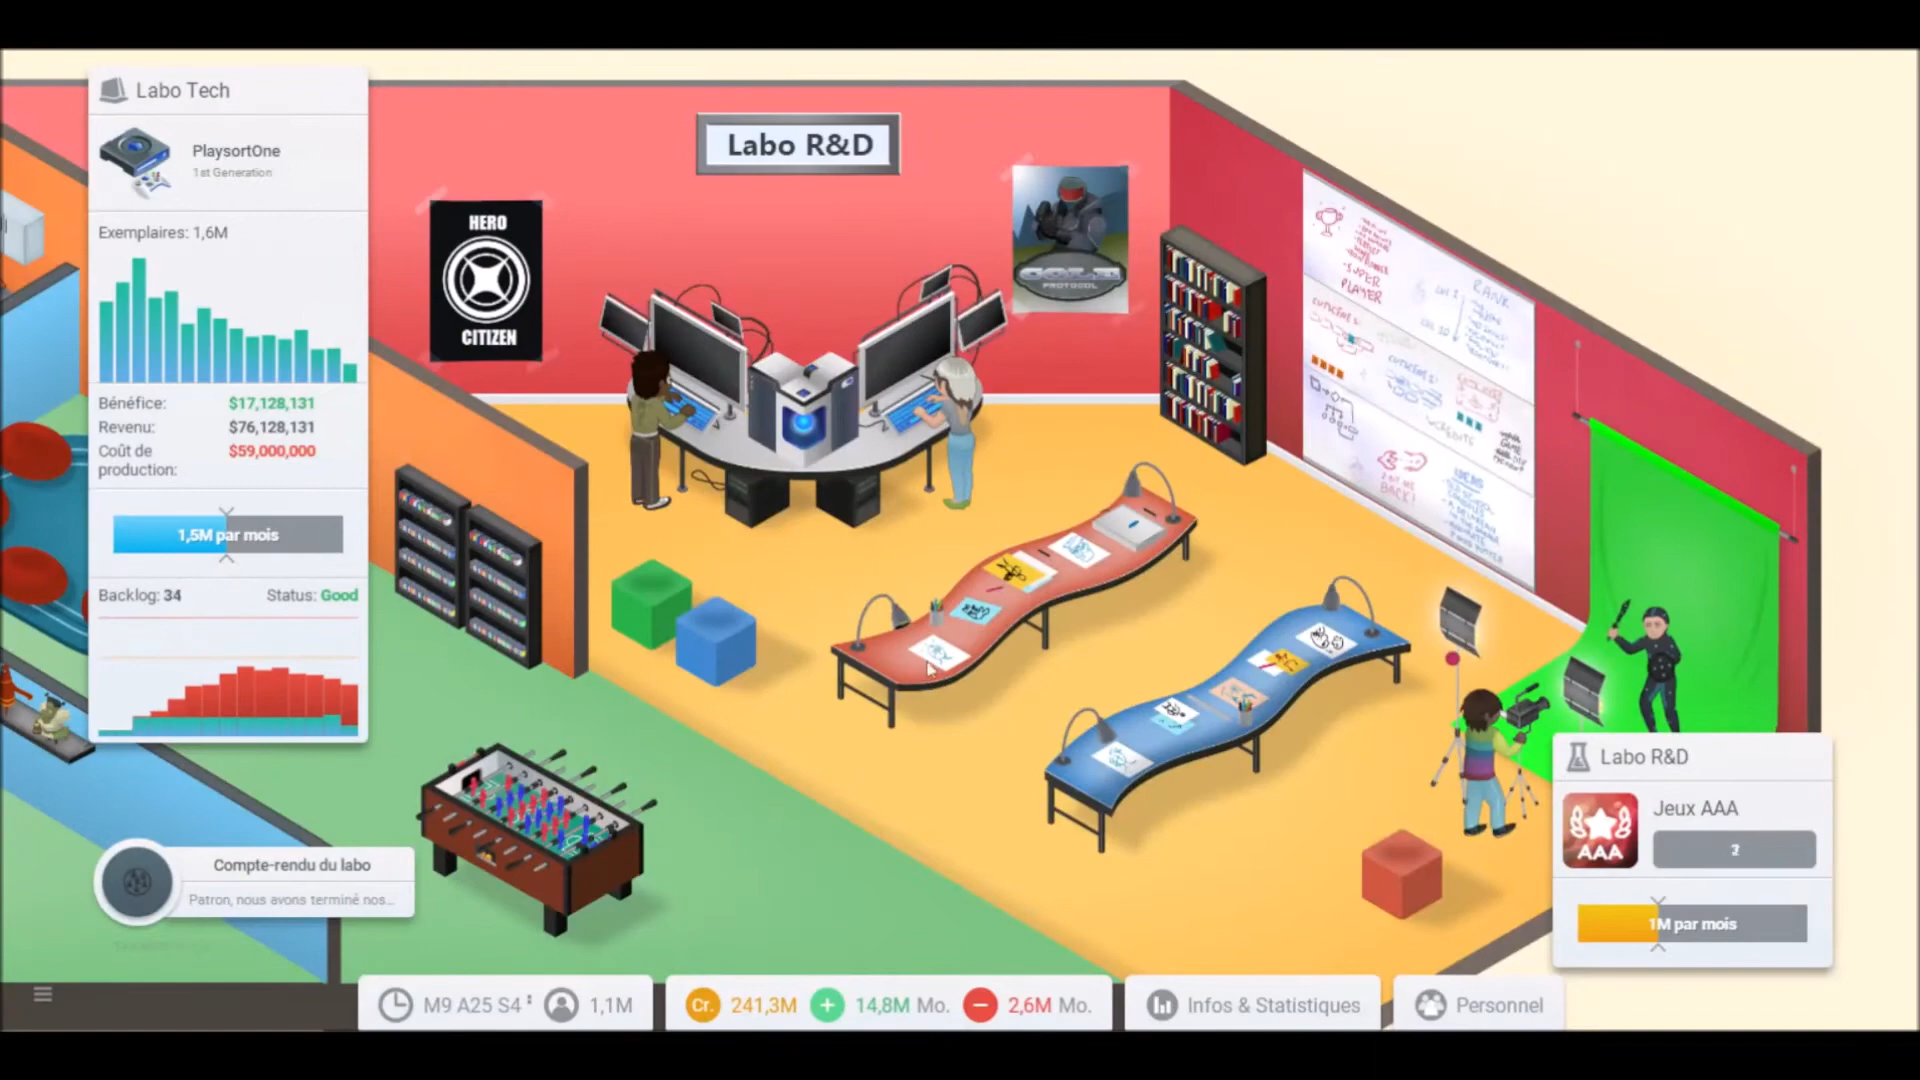 Labo Tech
PlaysortOne
1st Generation
Exemplaires: 1,6M
Bénéfice: $17,128,131
Revenu: $76,128,131
Coût de production: $59,000,000
1,5M par mois
Backlog: 34 Status: Good
Labo R&D
HERO
CITIZEN
COLE
PROTOCOL
SUPER
PLAYER
RANK
IDEAS
Compte-rendu du labo
Patron, nous avons terminé nos...
Labo R&D
Jeux AAA
AAA
1M par mois
M9 A25 S4 1,1M
Cr. 241,3M + 14,8M Mo. − 2,6M Mo.
Infos & Statistiques
Personnel